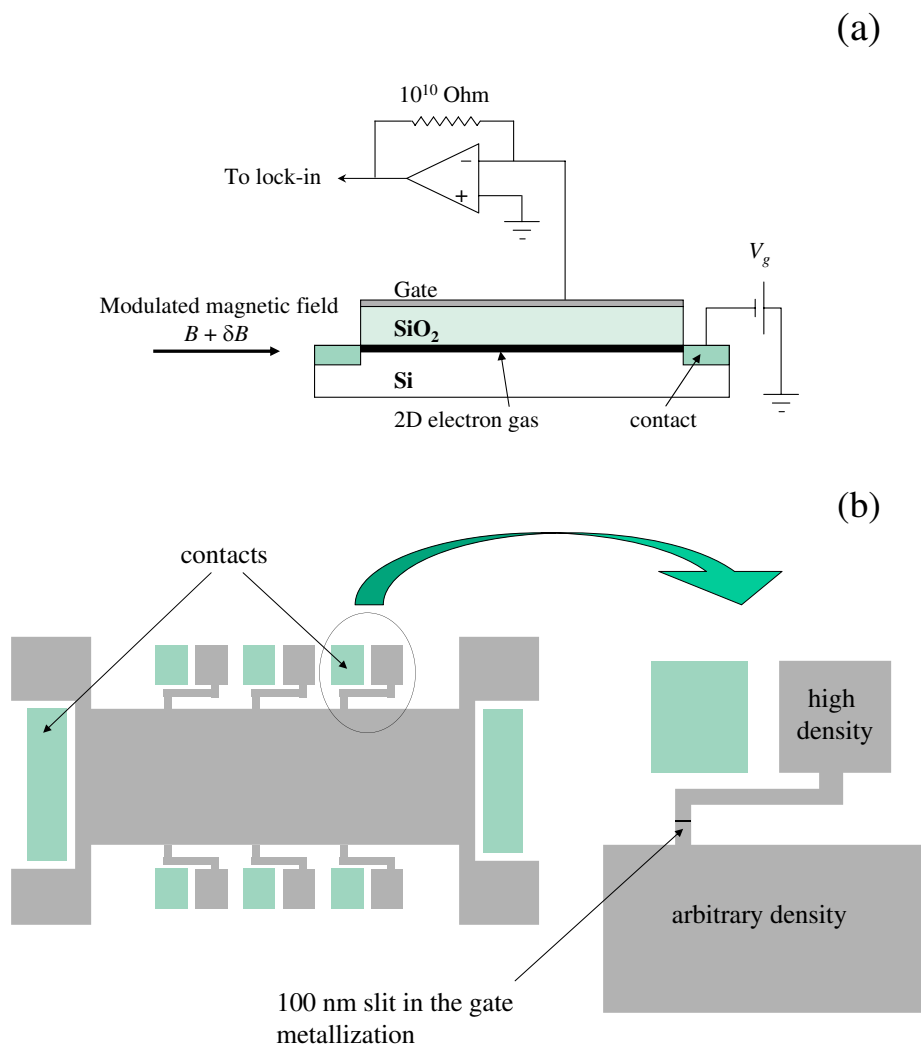 (a)
10¹⁰ Ohm
−
+
To lock-in
V_g
Gate
Modulated magnetic field
B + δB
SiO₂
Si
2D electron gas
contact
(b)
contacts
high
density
arbitrary density
100 nm slit in the gate
metallization